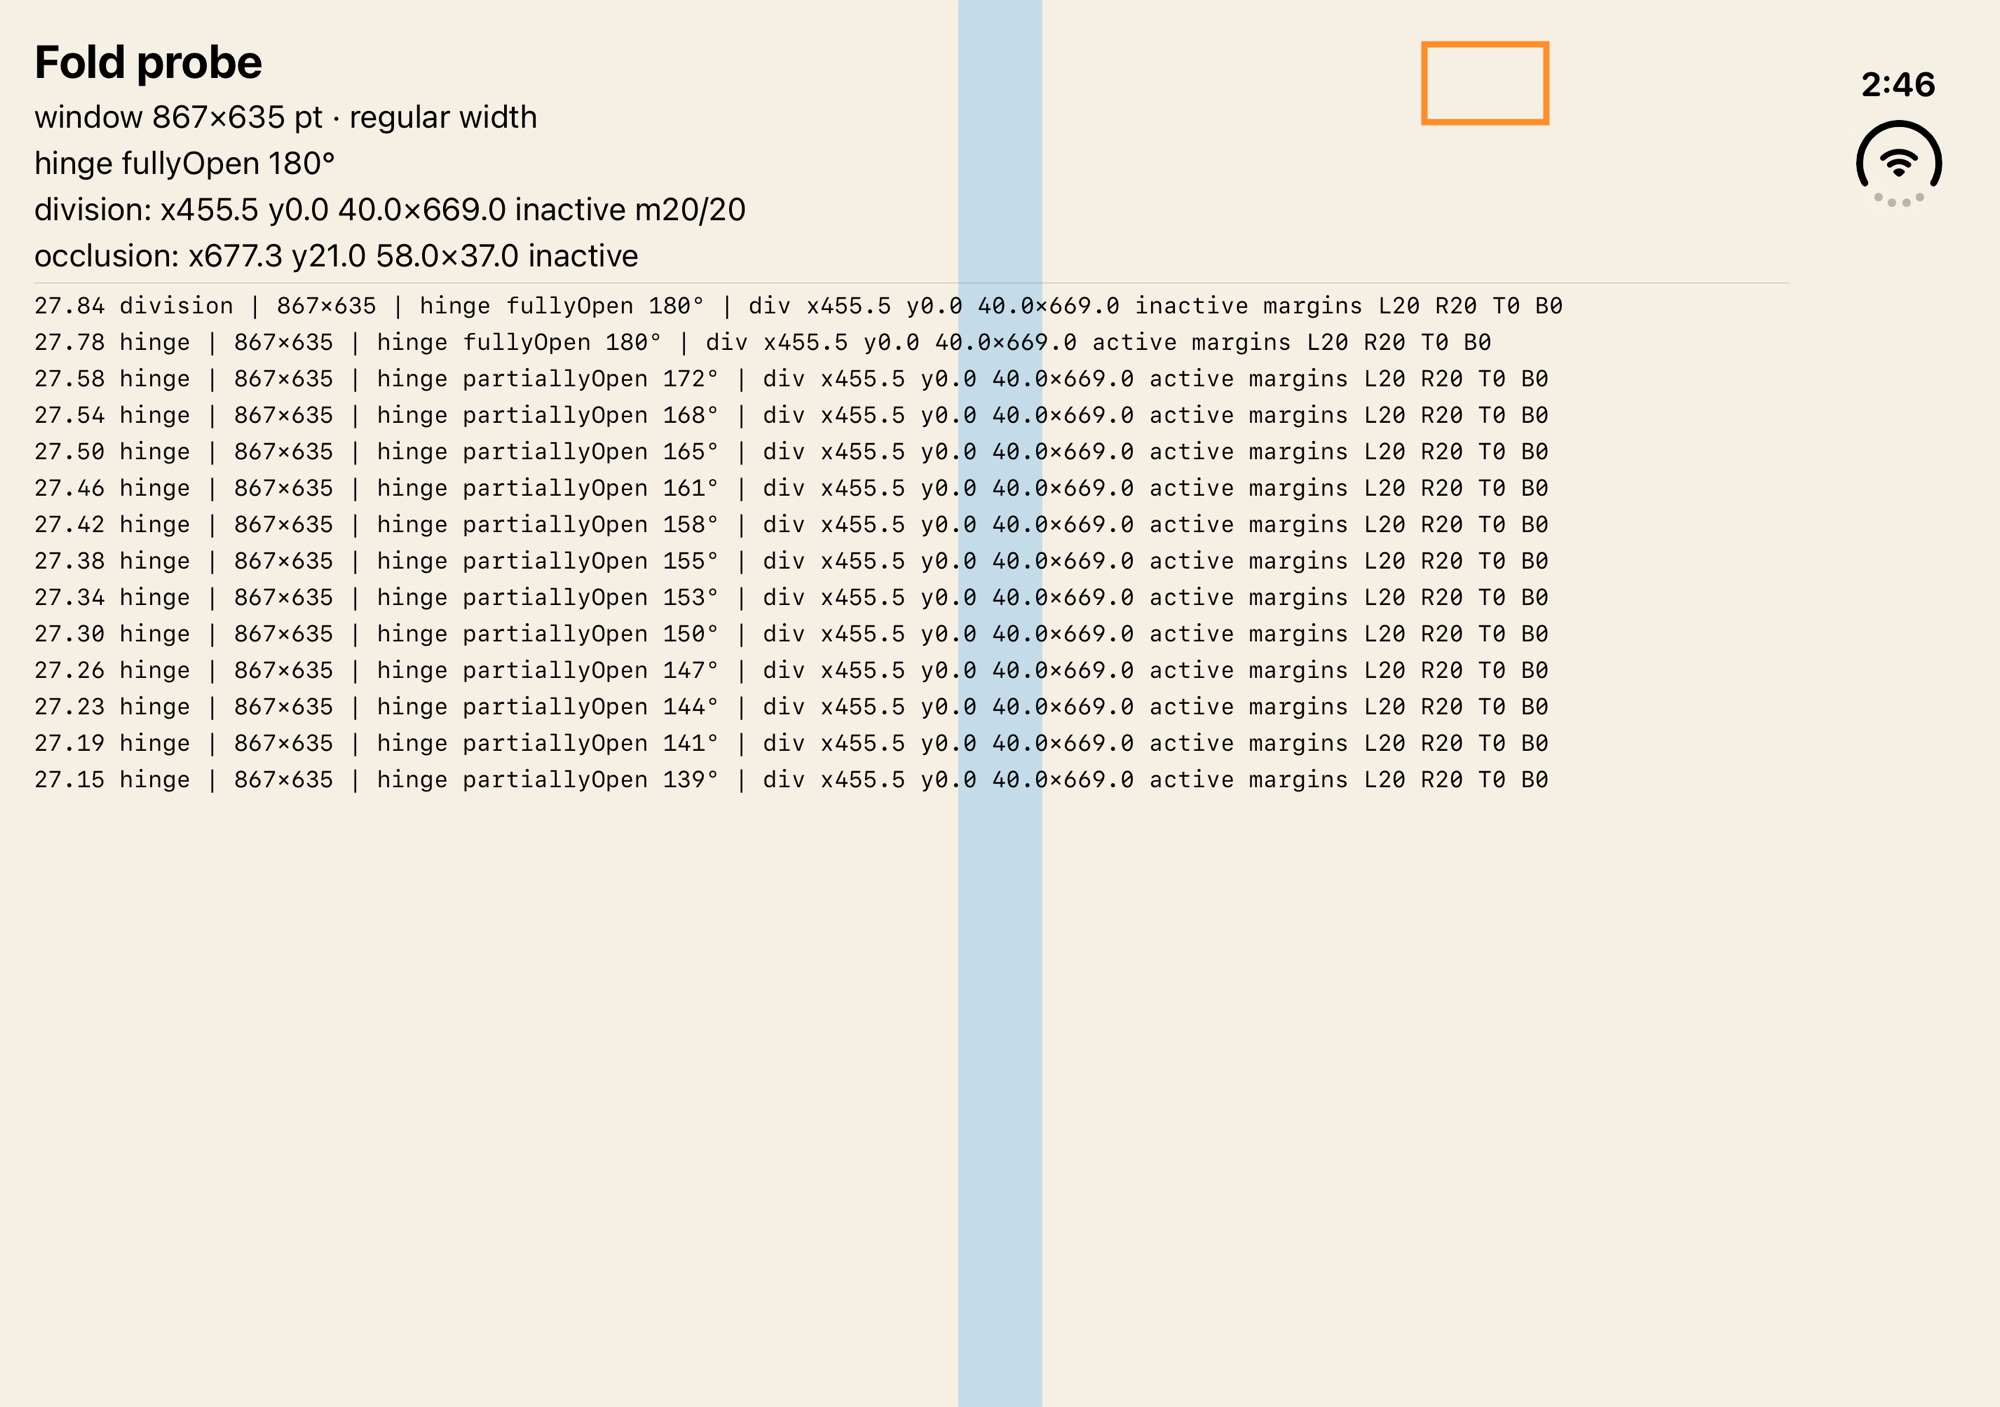 Fold probe
window 867×635 pt · regular width
hinge fullyOpen 180°
division: x455.5 y0.0 40.0×669.0 inactive m20/20
occlusion: x677.3 y21.0 58.0×37.0 inactive
2:46
27.84 division | 867×635 | hinge fullyOpen 180° | div x455.5 y0.0 40.0×669.0 inactive margins L20 R20 T0 B0
27.78 hinge | 867×635 | hinge fullyOpen 180° | div x455.5 y0.0 40.0×669.0 active margins L20 R20 T0 B0
27.58 hinge | 867×635 | hinge partiallyOpen 172° | div x455.5 y0.0 40.0×669.0 active margins L20 R20 T0 B0
27.54 hinge | 867×635 | hinge partiallyOpen 168° | div x455.5 y0.0 40.0×669.0 active margins L20 R20 T0 B0
27.50 hinge | 867×635 | hinge partiallyOpen 165° | div x455.5 y0.0 40.0×669.0 active margins L20 R20 T0 B0
27.46 hinge | 867×635 | hinge partiallyOpen 161° | div x455.5 y0.0 40.0×669.0 active margins L20 R20 T0 B0
27.42 hinge | 867×635 | hinge partiallyOpen 158° | div x455.5 y0.0 40.0×669.0 active margins L20 R20 T0 B0
27.38 hinge | 867×635 | hinge partiallyOpen 155° | div x455.5 y0.0 40.0×669.0 active margins L20 R20 T0 B0
27.34 hinge | 867×635 | hinge partiallyOpen 153° | div x455.5 y0.0 40.0×669.0 active margins L20 R20 T0 B0
27.30 hinge | 867×635 | hinge partiallyOpen 150° | div x455.5 y0.0 40.0×669.0 active margins L20 R20 T0 B0
27.26 hinge | 867×635 | hinge partiallyOpen 147° | div x455.5 y0.0 40.0×669.0 active margins L20 R20 T0 B0
27.23 hinge | 867×635 | hinge partiallyOpen 144° | div x455.5 y0.0 40.0×669.0 active margins L20 R20 T0 B0
27.19 hinge | 867×635 | hinge partiallyOpen 141° | div x455.5 y0.0 40.0×669.0 active margins L20 R20 T0 B0
27.15 hinge | 867×635 | hinge partiallyOpen 139° | div x455.5 y0.0 40.0×669.0 active margins L20 R20 T0 B0